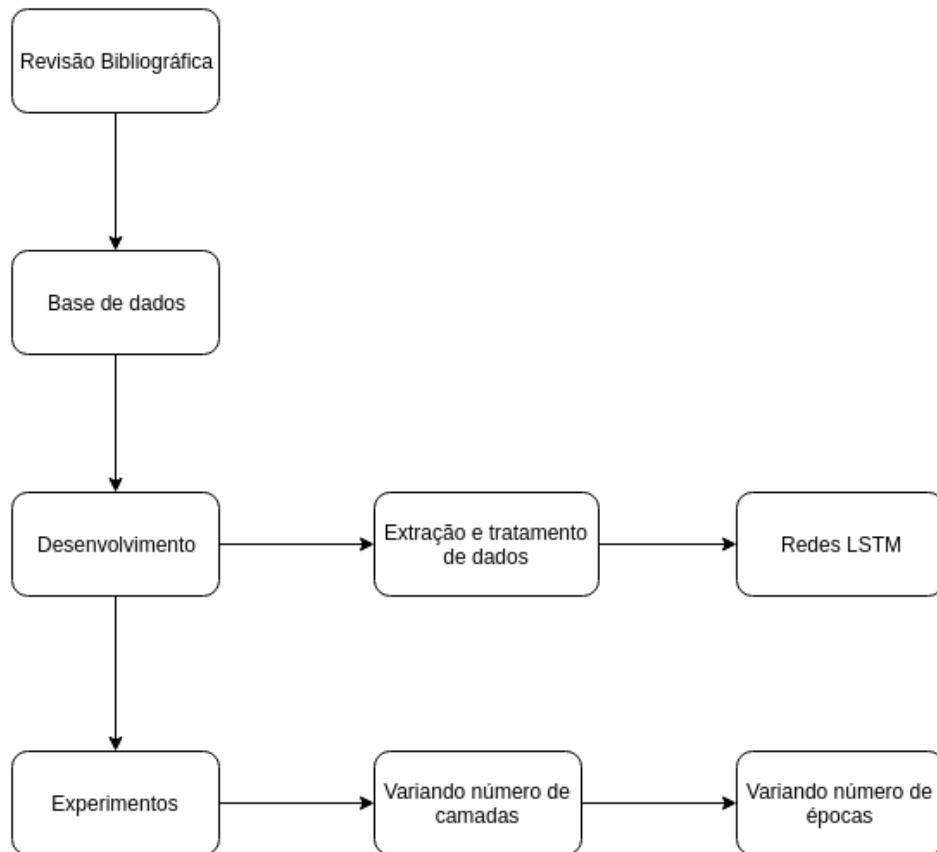 Revisão Bibliográfica
Base de dados
Desenvolvimento
Extração e tratamento
de dados
Redes LSTM
Experimentos
Variando número de
camadas
Variando número de
épocas